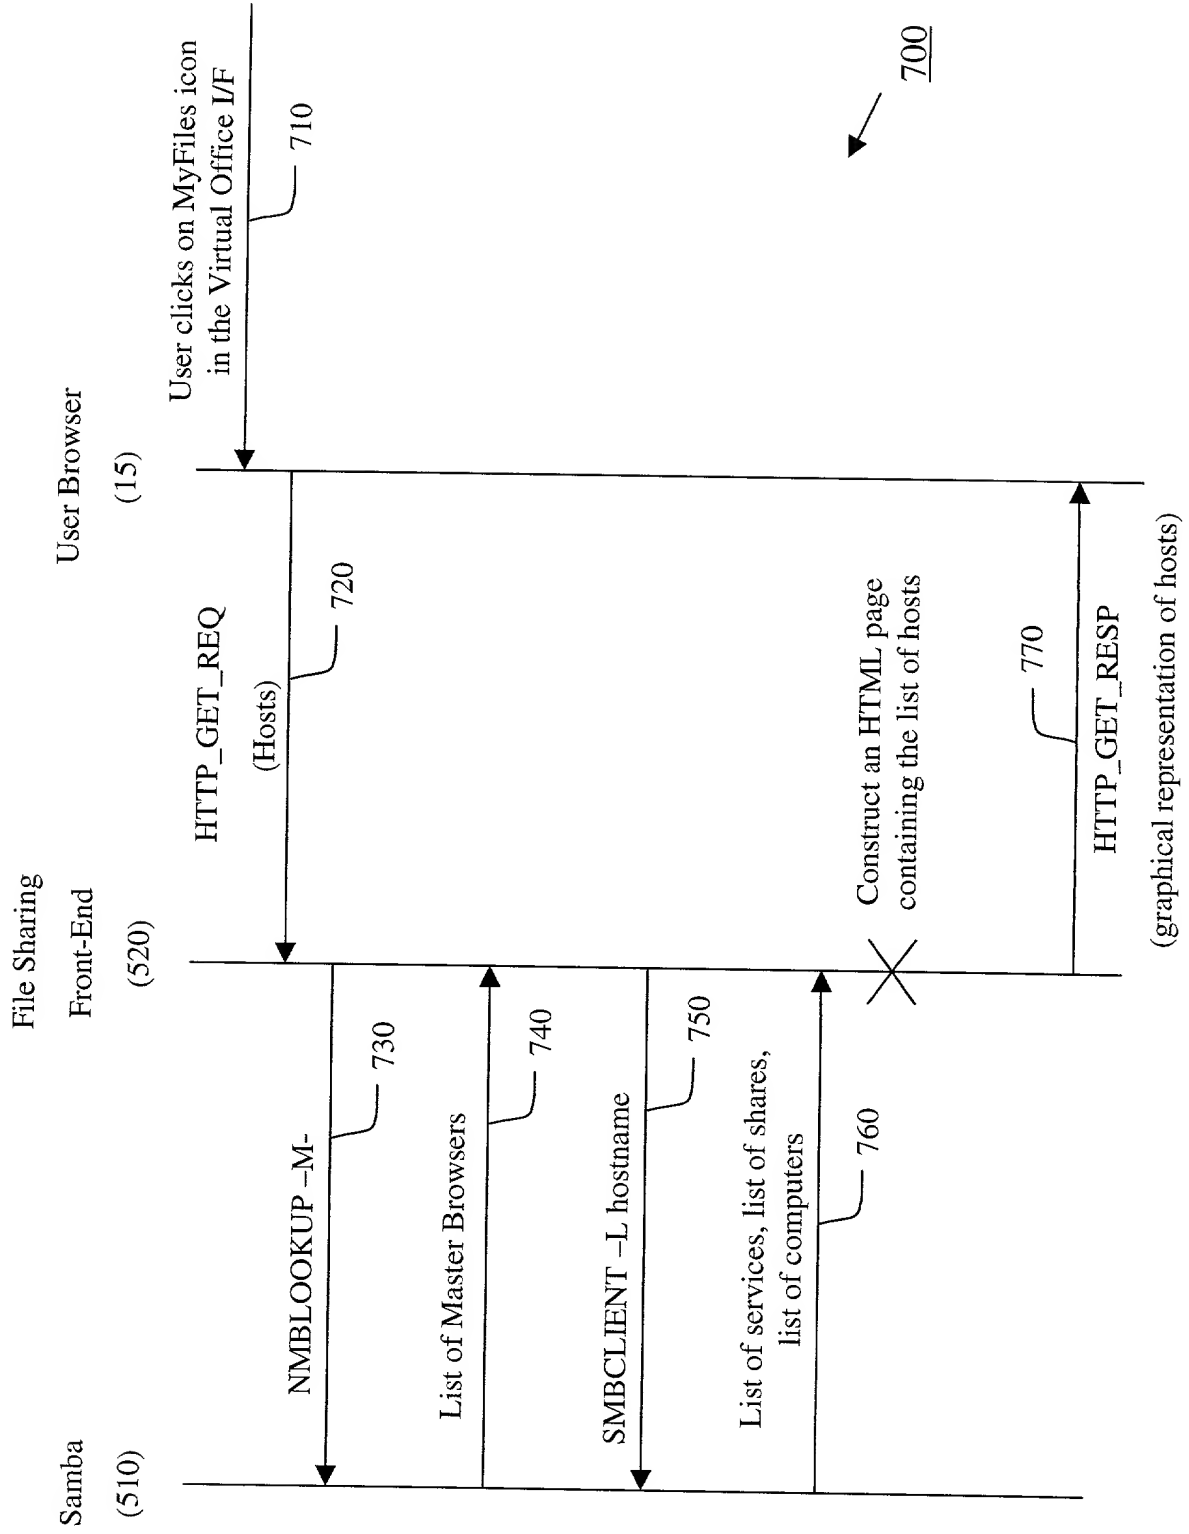 Samba
(510)
File Sharing
Front-End
(520)
User Browser
(15)
User clicks on MyFiles icon
in the Virtual Office I/F
710
HTTP_GET_REQ
(Hosts)
720
NMBLOOKUP –M-
730
List of Master Browsers
740
SMBCLIENT –L hostname
750
List of services, list of shares,
list of computers
760
Construct an HTML page
containing the list of hosts
770
HTTP_GET_RESP
(graphical representation of hosts)
700